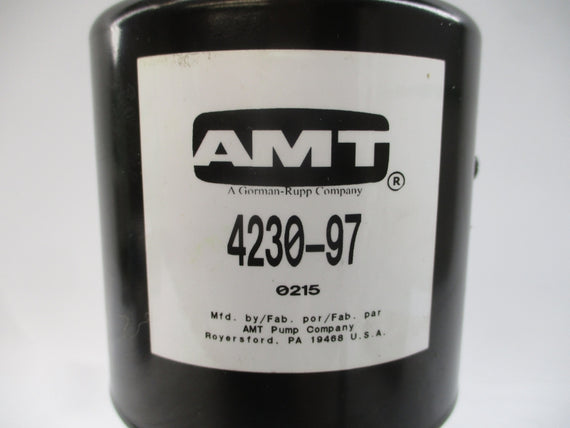 AMT
®
A Gorman-Rupp Company
4230-97
0215
Mfd. by/Fab. por/Fab. par
AMT Pump Company
Royersford, PA 19468 U.S.A.